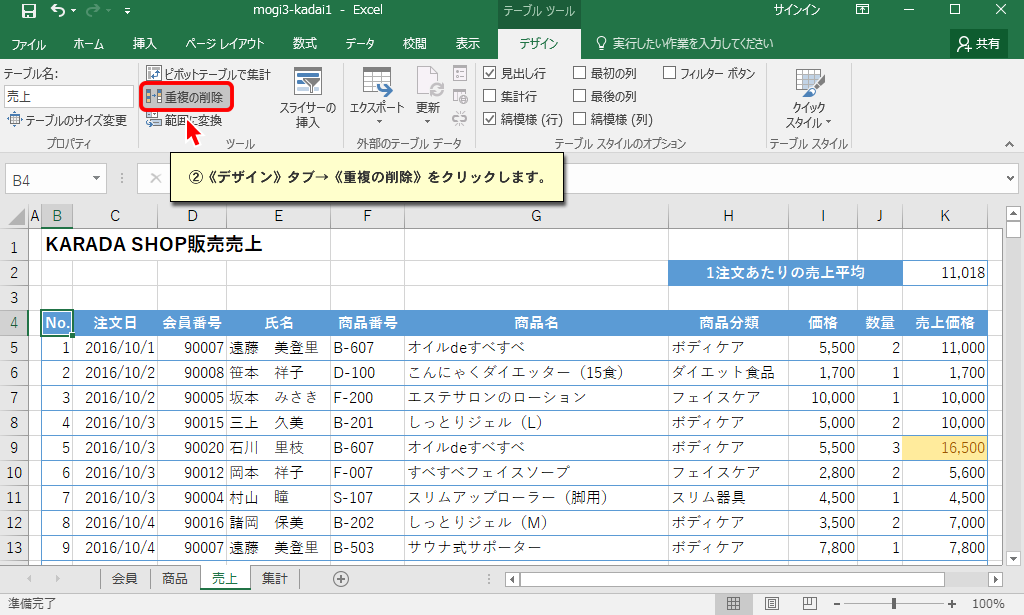 mogi3-kadai1 - Excel
テーブル ツール
サインイン
ファイル ホーム 挿入 ページ レイアウト 数式 データ 校閲 表示 デザイン 実行したい作業を入力してください 共有
テーブル名:
売上
テーブルのサイズ変更
プロパティ
ピボットテーブルで集計
重複の削除
範囲に変換
ツール
スライサーの
挿入
エクスポート
更新
外部のテーブル データ
見出し行 最初の列 フィルター ボタン
集計行 最後の列
縞模様 (行) 縞模様 (列)
テーブル スタイルのオプション
クイック
スタイル
テーブル スタイル
②《デザイン》タブ→《重複の削除》をクリックします。
B4
A B C D E F G H I J K
1 KARADA SHOP販売売上
2 1注文あたりの売上平均 11,018
3
4 No. 注文日 会員番号 氏名 商品番号 商品名 商品分類 価格 数量 売上価格
5 1 2016/10/1 90007 遠藤　美登里 B-607 オイルdeすべすべ ボディケア 5,500 2 11,000
6 2 2016/10/2 90008 笹本　祥子 D-100 こんにゃくダイエッター（15食） ダイエット食品 1,700 1 1,700
7 3 2016/10/2 90005 坂本　みさき F-200 エステサロンのローション フェイスケア 10,000 1 10,000
8 4 2016/10/3 90015 三上　久美 B-201 しっとりジェル（L） ボディケア 5,000 2 10,000
9 5 2016/10/3 90020 石川　里枝 B-607 オイルdeすべすべ ボディケア 5,500 3 16,500
10 6 2016/10/3 90012 岡本　祥子 F-007 すべすべフェイスソープ フェイスケア 2,800 2 5,600
11 7 2016/10/3 90004 村山　瞳 S-107 スリムアップローラー（脚用） スリム器具 4,500 1 4,500
12 8 2016/10/4 90016 諸岡　保美 B-202 しっとりジェル（M） ボディケア 3,500 2 7,000
13 9 2016/10/4 90007 遠藤　美登里 B-503 サウナ式サポーター ボディケア 7,800 1 7,800
会員 商品 売上 集計
準備完了 100%